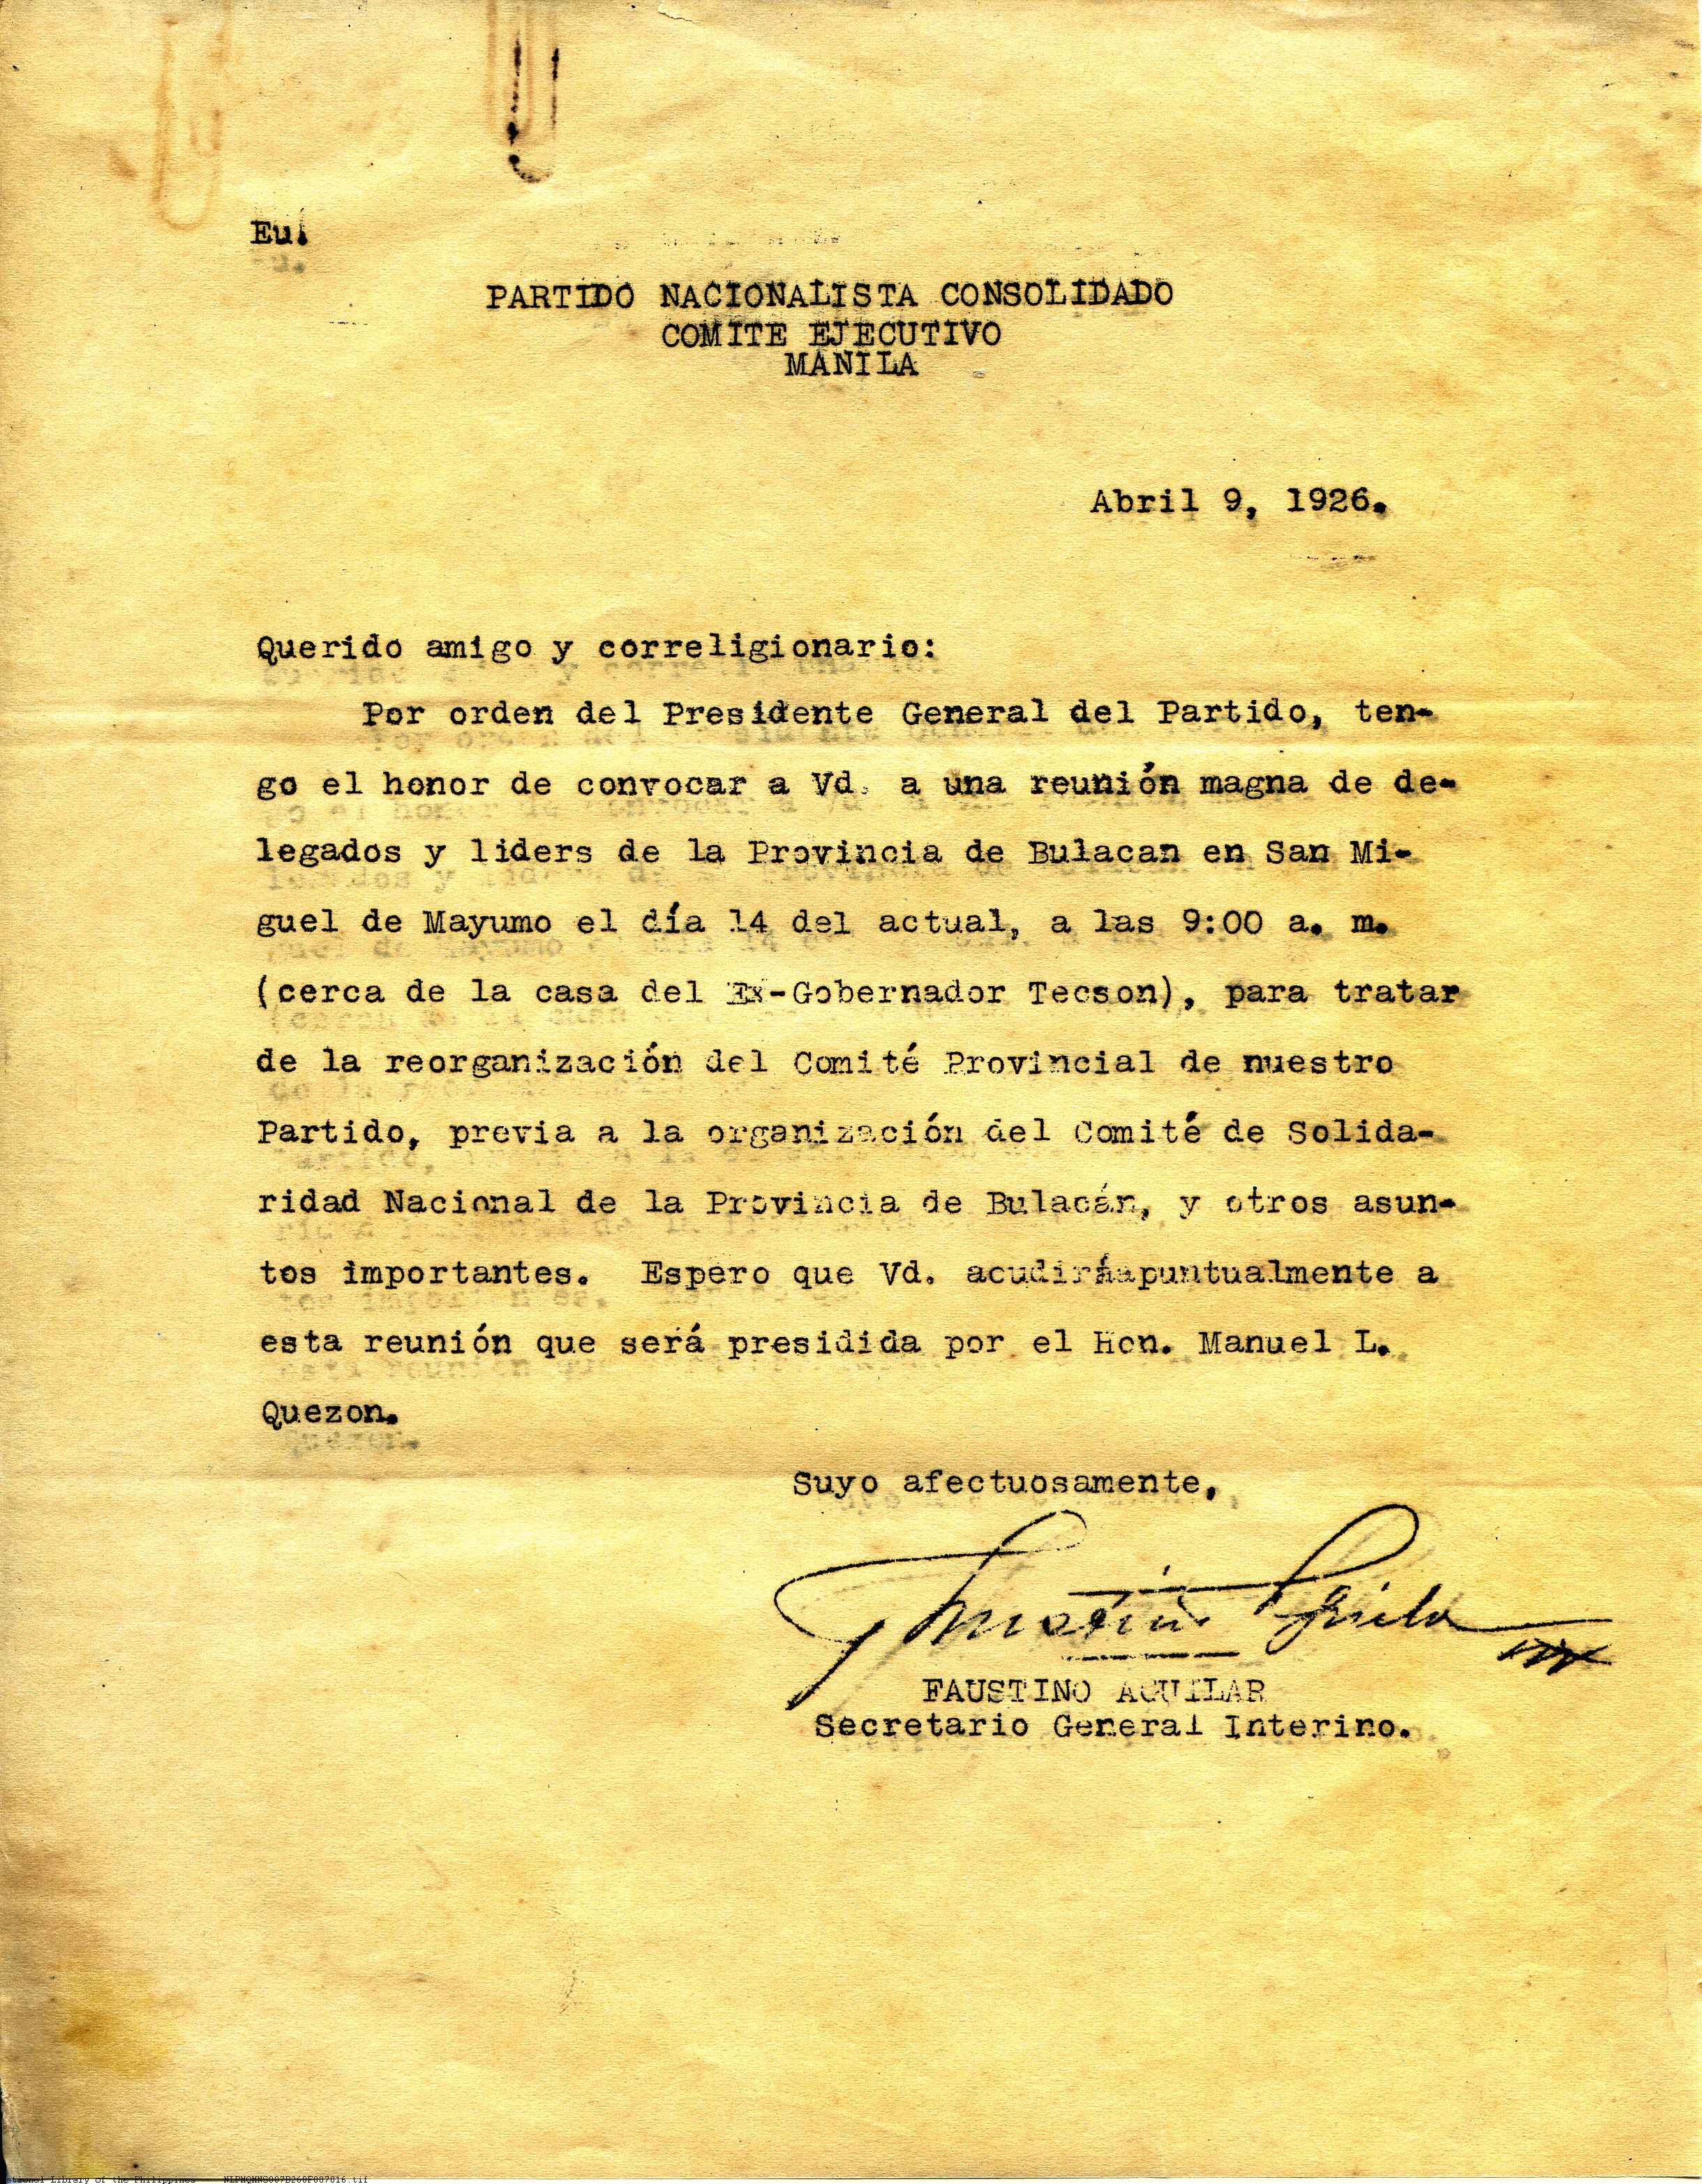 Eu.
PARTIDO NACIONALISTA CONSOLIDADO
COMITE EJECUTIVO
MANILA
Abril 9, 1926.
Querido amigo y correligionario:
Por orden del Presidente General del Partido, ten-
go el honor de convocar a Vd. a una reunión magna de de-
legados y liders de la Provincia de Bulacan en San Mi-
guel de Mayumo el día 14 del actual, a las 9:00 a. m.
(cerca de la casa del Ex-Gobernador Tecson), para tratar
de la reorganización del Comité Provincial de nuestro
Partido, previa a la organización del Comité de Solida-
ridad Nacional de la Provincia de Bulacán, y otros asun-
tos importantes. Espero que Vd. acudiráapuntualmente a
esta reunión que será presidida por el Hon. Manuel L.
Quezon.
Suyo afectuosamente,
FAUSTINO AGUILAR
Secretario General Interino.
National Library of the Philippines